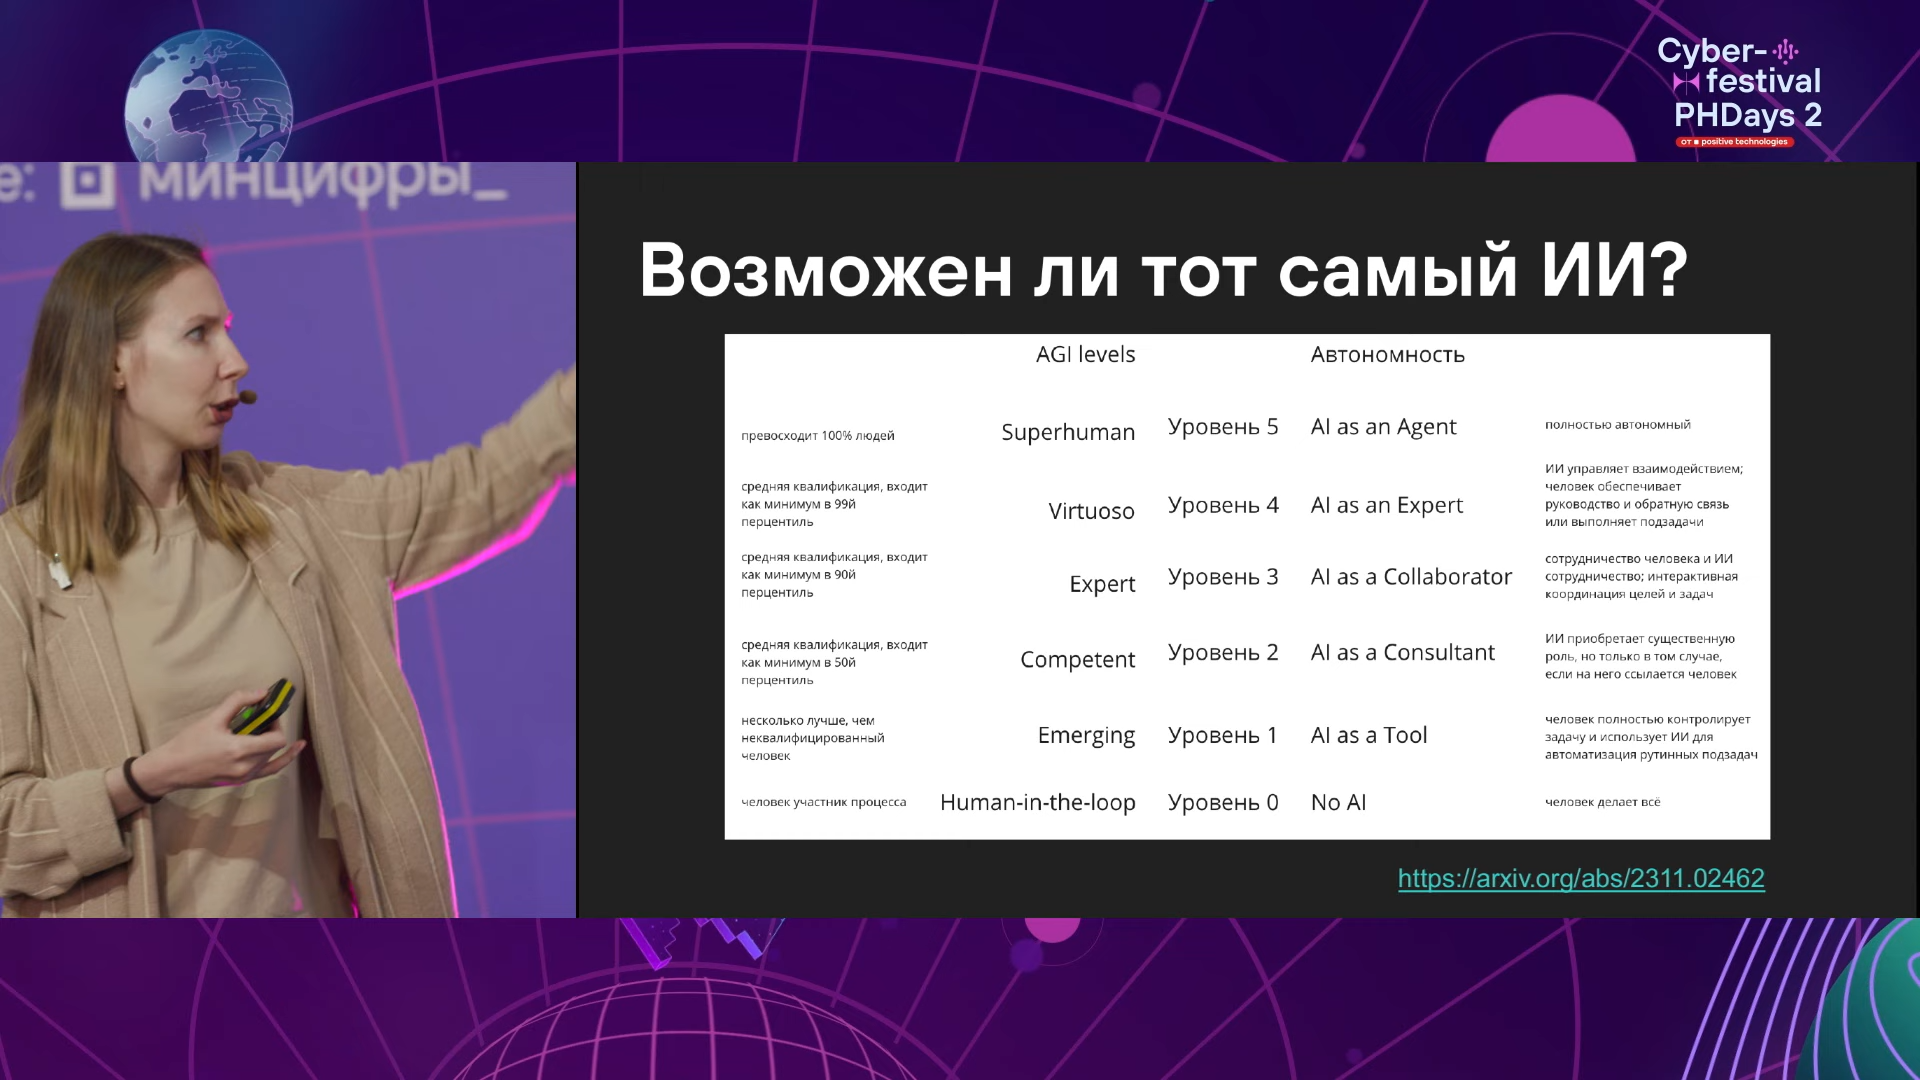 Cyber-
festival
PHDays 2
от positive technologies
е: минцифры_
Возможен ли тот самый ИИ?
AGI levels
Автономность
превосходит 100% людей
Superhuman
Уровень 5
AI as an Agent
полностью автономный
средняя квалификация, входит
как минимум в 99й
перцентиль
Virtuoso
Уровень 4
AI as an Expert
ИИ управляет взаимодействием;
человек обеспечивает
руководство и обратную связь
или выполняет подзадачи
средняя квалификация, входит
как минимум в 90й
перцентиль
Expert
Уровень 3
AI as a Collaborator
сотрудничество человека и ИИ
сотрудничество; интерактивная
координация целей и задач
средняя квалификация, входит
как минимум в 50й
перцентиль
Competent
Уровень 2
AI as a Consultant
ИИ приобретает существенную
роль, но только в том случае,
если на него ссылается человек
несколько лучше, чем
неквалифицированный
человек
Emerging
Уровень 1
AI as a Tool
человек полностью контролирует
задачу и использует ИИ для
автоматизация рутинных подзадач
человек участник процесса
Human-in-the-loop
Уровень 0
No AI
человек делает всё
https://arxiv.org/abs/2311.02462